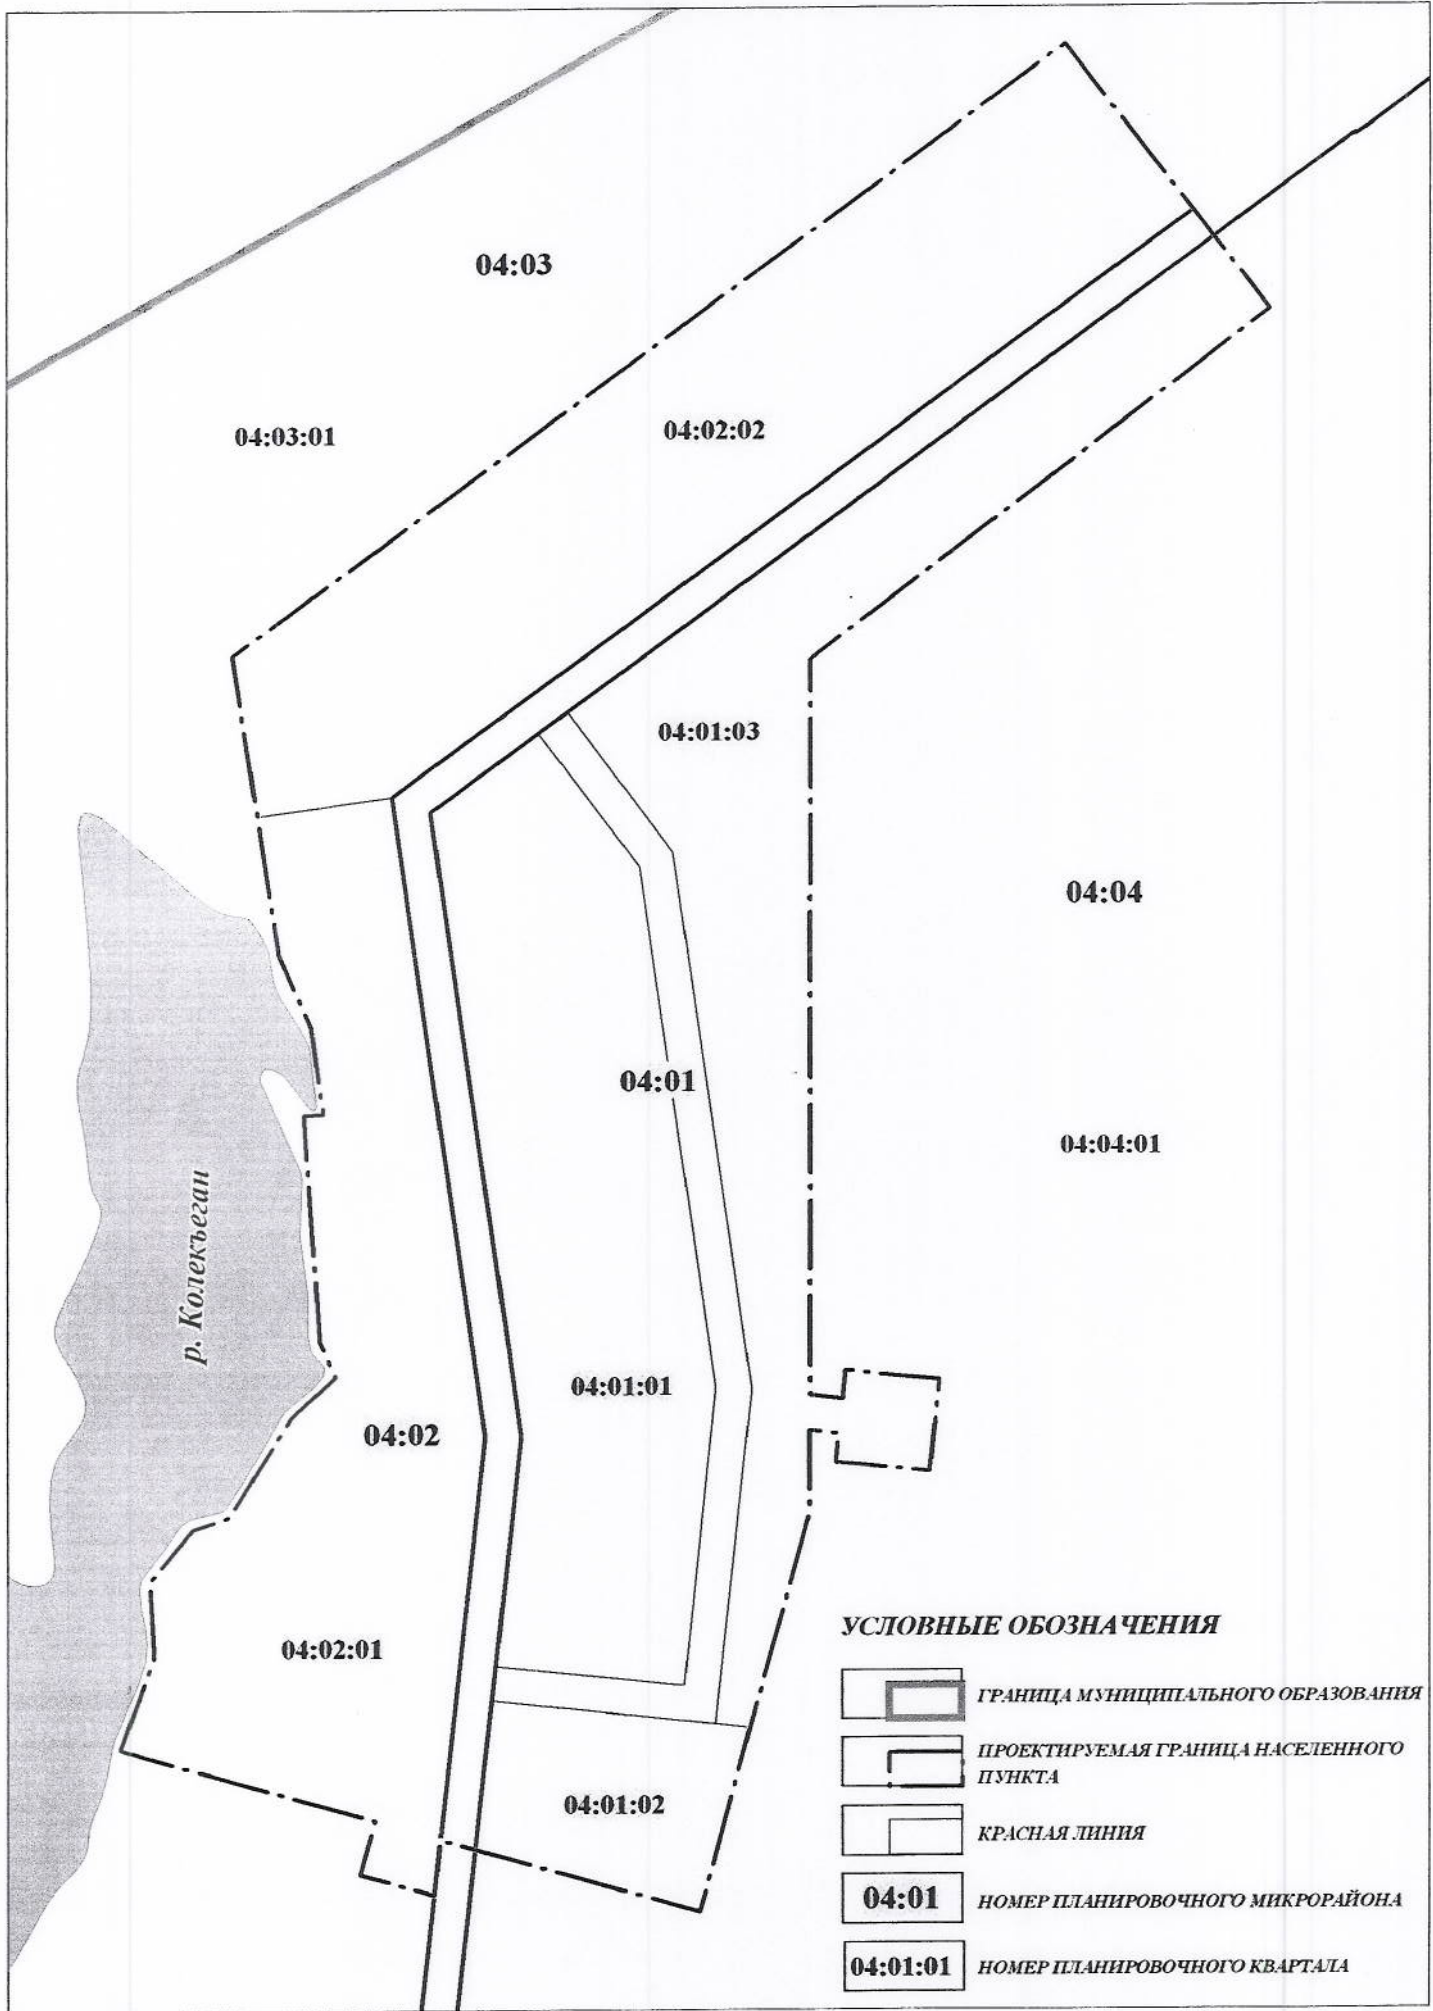 04:03
04:03:01
04:02:02
04:01:03
04:04
04:01
04:04:01
р. Колекъеган
04:01:01
04:02
04:02:01
04:01:02
УСЛОВНЫЕ ОБОЗНАЧЕНИЯ
ГРАНИЦА МУНИЦИПАЛЬНОГО ОБРАЗОВАНИЯ
ПРОЕКТИРУЕМАЯ ГРАНИЦА НАСЕЛЕННОГО
ПУНКТА
КРАСНАЯ ЛИНИЯ
04:01 НОМЕР ПЛАНИРОВОЧНОГО МИКРОРАЙОНА
04:01:01 НОМЕР ПЛАНИРОВОЧНОГО КВАРТАЛА